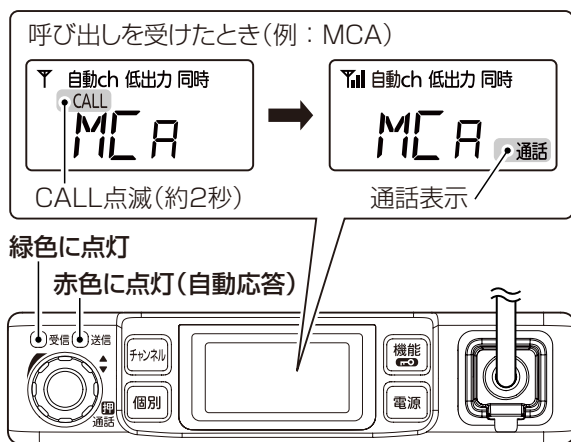 呼び出しを受けたとき(例：MCA)
自動ch 低出力 同時
CALL
MCA
自動ch 低出力 同時
MCA
通話
CALL点滅(約2秒)
通話表示
緑色に点灯
赤色に点灯(自動応答)
受信 送信
チャンネル
機能
押
通話
個別
電源